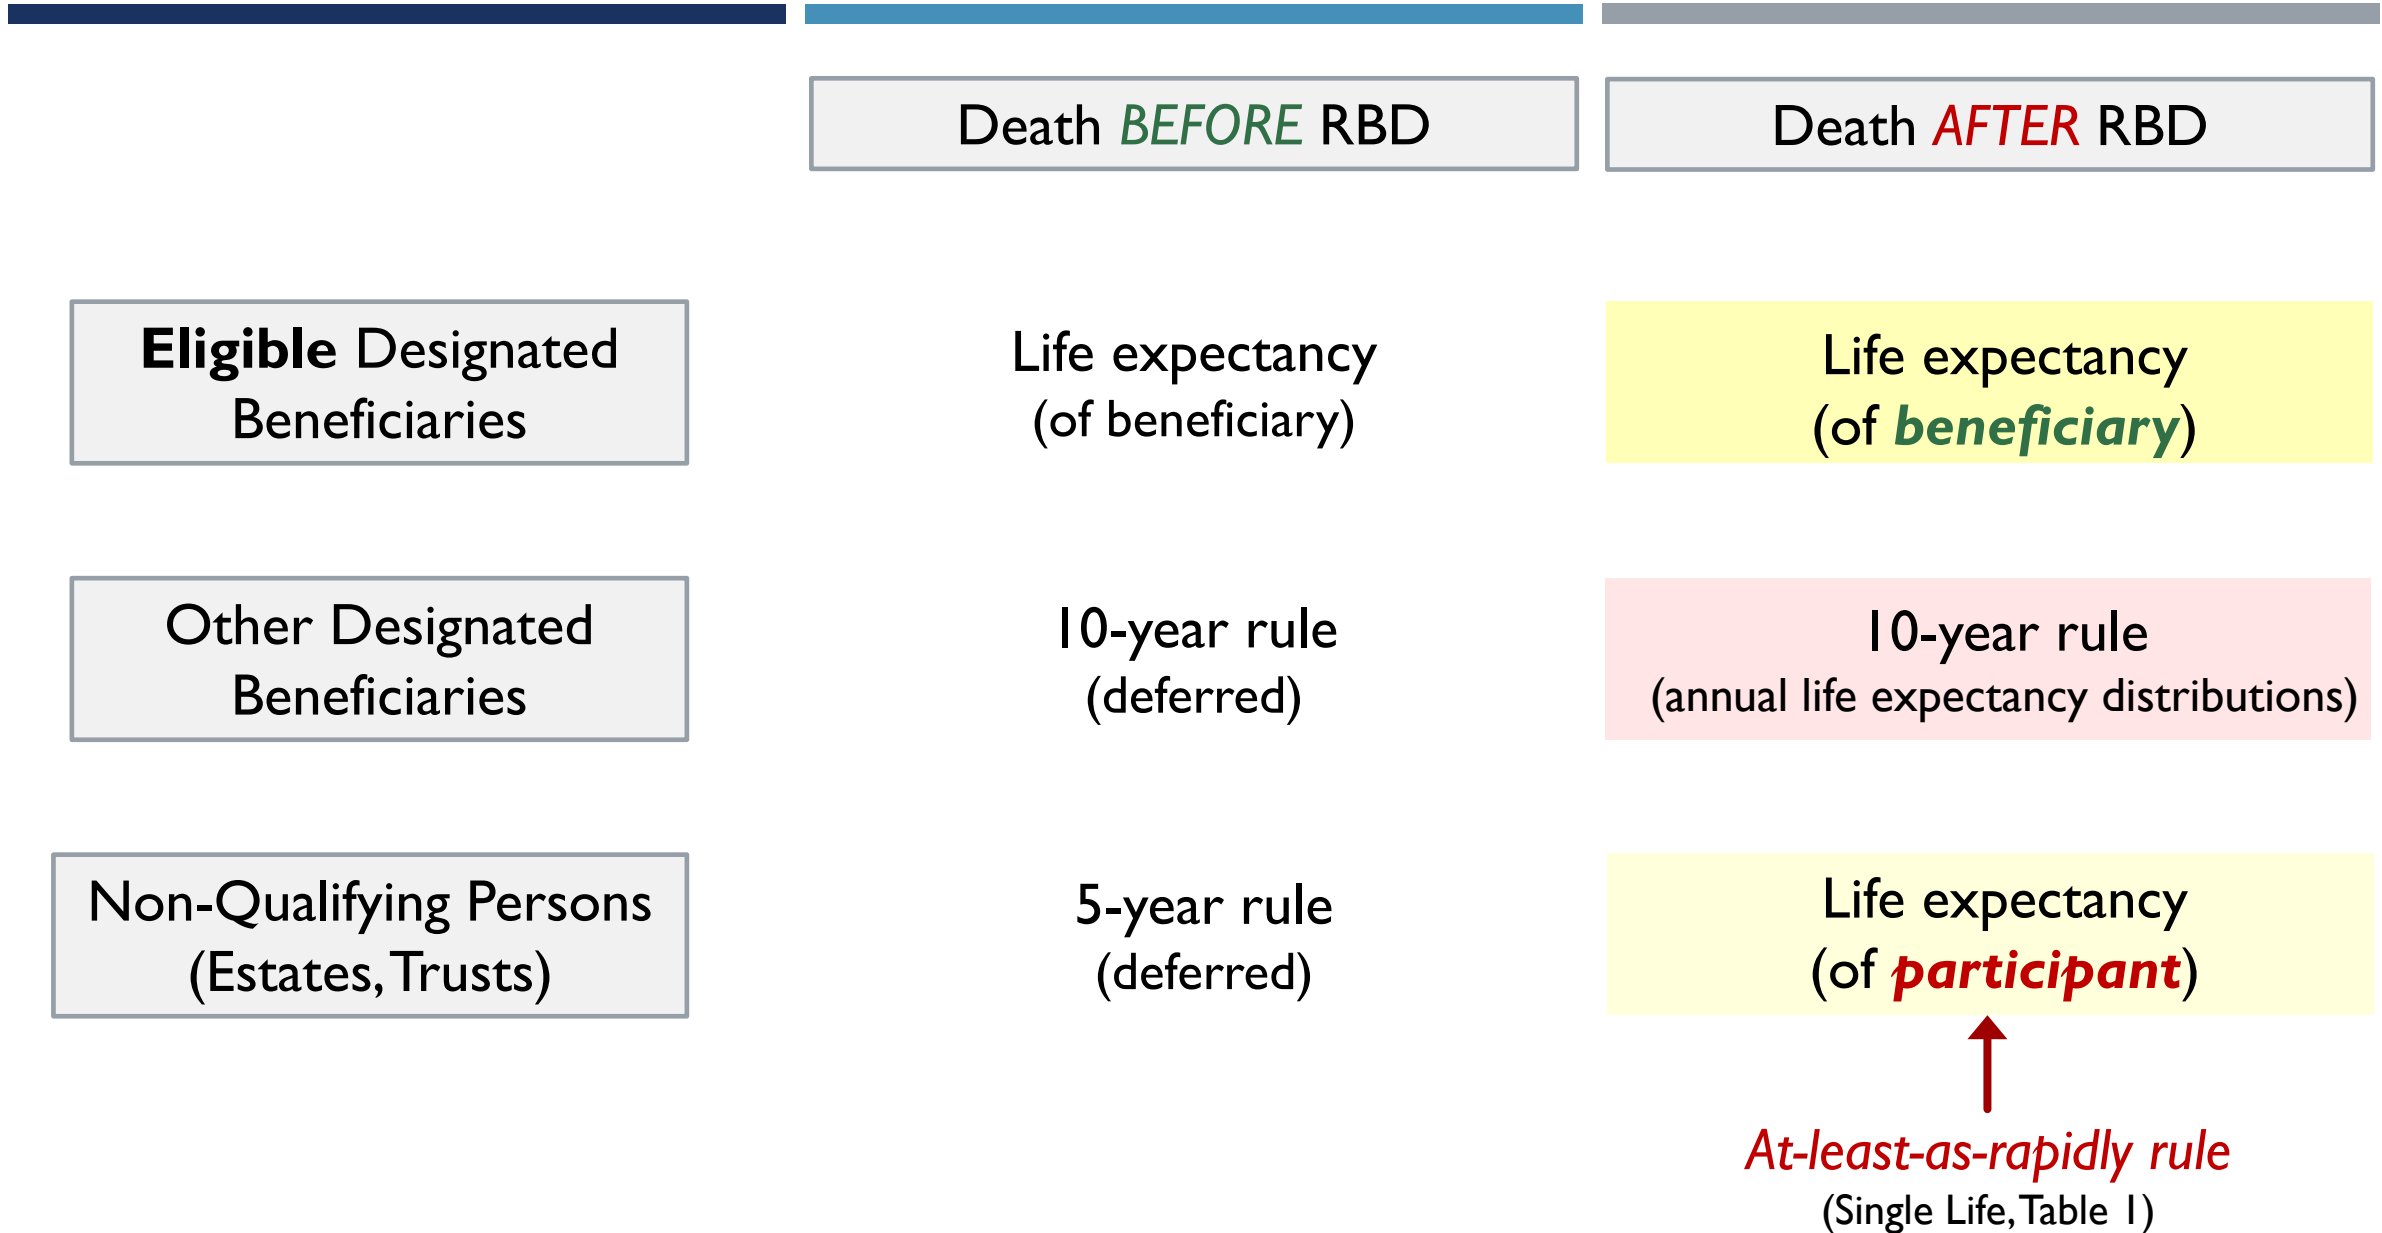 Death BEFORE RBD
Death AFTER RBD
Eligible Designated
Beneficiaries
Life expectancy
(of beneficiary)
Life expectancy
(of beneficiary)
Other Designated
Beneficiaries
10-year rule
(deferred)
10-year rule
(annual life expectancy distributions)
Non-Qualifying Persons
(Estates, Trusts)
5-year rule
(deferred)
Life expectancy
(of participant)
At-least-as-rapidly rule
(Single Life, Table 1)